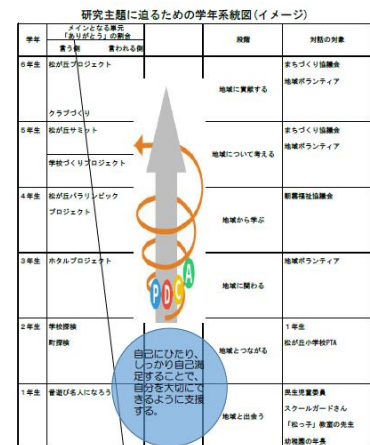 研究主題に迫るための学年系統図(イメージ)
学年
メインとなる単元
「ありがとう」の割合
言う側 言われる側
段階
対話の対象
6年生
松が丘プロジェクト
クラブづくり
地域に貢献する
まちづくり協議会
地域ボランティア
5年生
松が丘サミット
学校づくりプロジェクト
地域について考える
まちづくり協議会
地域ボランティア
4年生
松が丘パラリンピック
プロジェクト
地域から学ぶ
朝霧福祉協議会
3年生
ホタルプロジェクト
地域に関わる
地域ボランティア
PDCA
2年生
学校探検
町探検
地域とつながる
1年生
松が丘小学校PTA
自己にひたり、
しっかり自己満
足することで、
自分を大切にで
きるように支援
する。
1年生
昔遊び名人になろう
地域と出会う
民生児童委員
スクールガードさん
「松っ子」教室の先生
幼稚園の年長